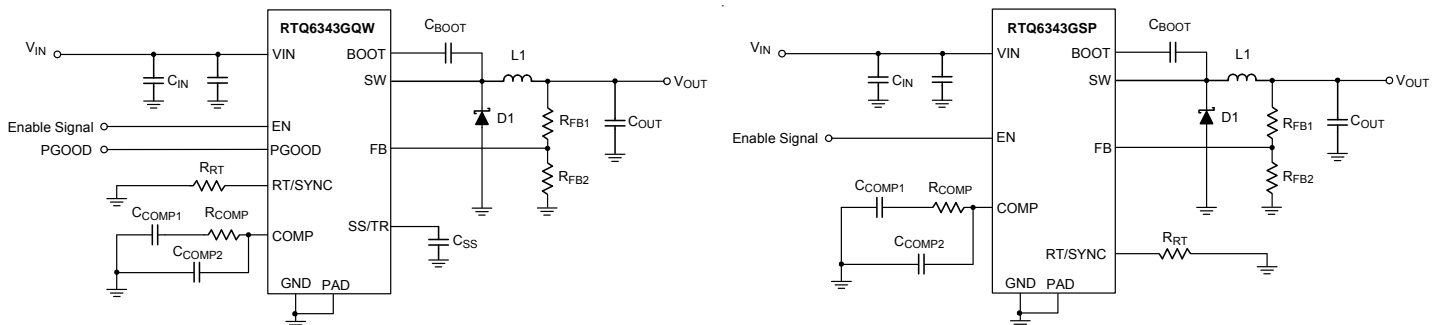 RTQ6343GQW
VIN
VIN
CIN
BOOT
CBOOT
SW
L1
VOUT
D1
RFB1
COUT
Enable Signal
EN
PGOOD
PGOOD
FB
RFB2
RRT
RT/SYNC
CCOMP1
RCOMP
COMP
CCOMP2
SS/TR
CSS
GND
PAD
RTQ6343GSP
VIN
VIN
CIN
BOOT
CBOOT
SW
L1
VOUT
D1
RFB1
COUT
Enable Signal
EN
FB
RFB2
CCOMP1
RCOMP
COMP
CCOMP2
RT/SYNC
RRT
GND
PAD